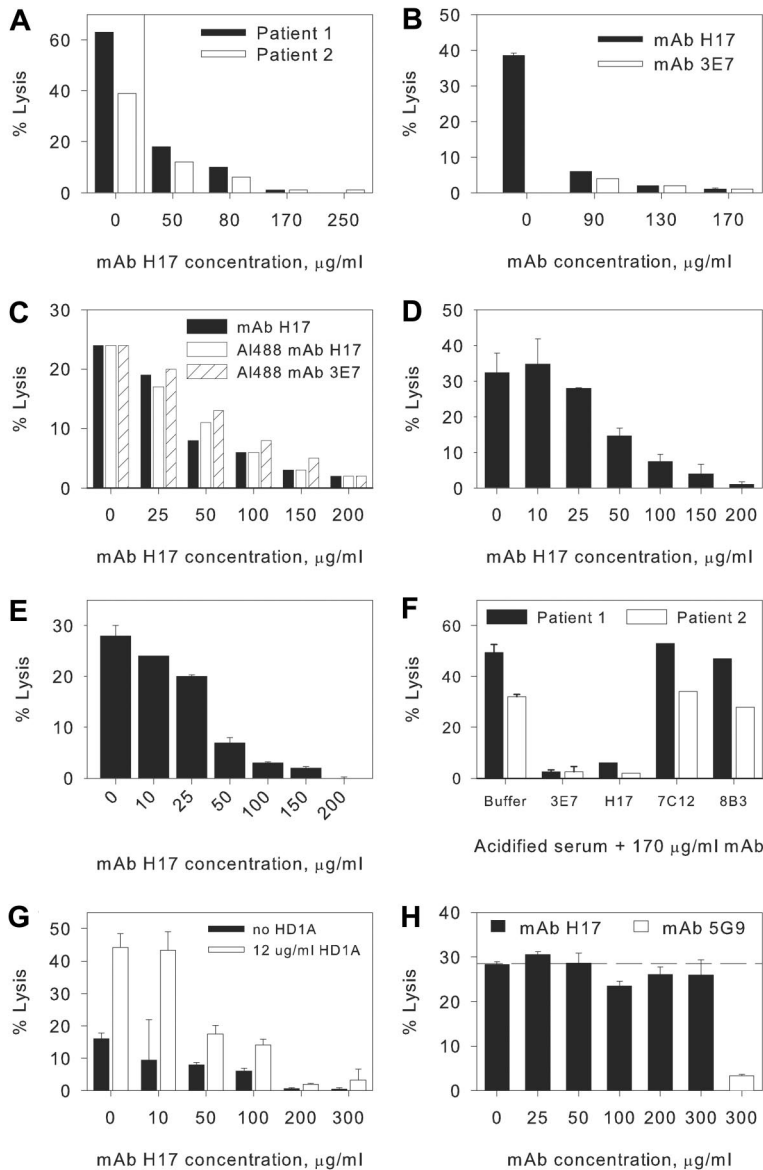 A
60
40
20
0
% Lysis
Patient 1
Patient 2
0 50 80 170 250
mAb H17 concentration, μg/ml
B
50
40
30
20
10
0
% Lysis
mAb H17
mAb 3E7
0 90 130 170
mAb concentration, μg/ml
C
30
20
10
0
% Lysis
mAb H17
Al488 mAb H17
Al488 mAb 3E7
0 25 50 100 150 200
mAb H17 concentration, μg/ml
D
50
40
30
20
10
0
% Lysis
0 10 25 50 100 150 200
mAb H17 concentration, μg/ml
E
30
20
10
0
% Lysis
0 10 25 50 100 150 200
mAb H17 concentration, μg/ml
F
60
40
20
0
% Lysis
Patient 1 Patient 2
Buffer 3E7 H17 7C12 8B3
Acidified serum + 170 μg/ml mAb
G
50
40
30
20
10
0
% Lysis
no HD1A
12 ug/ml HD1A
0 10 50 100 200 300
mAb H17 concentration, μg/ml
H
40
30
20
10
0
% Lysis
mAb H17 mAb 5G9
0 25 50 100 200 300 300
mAb concentration, μg/ml